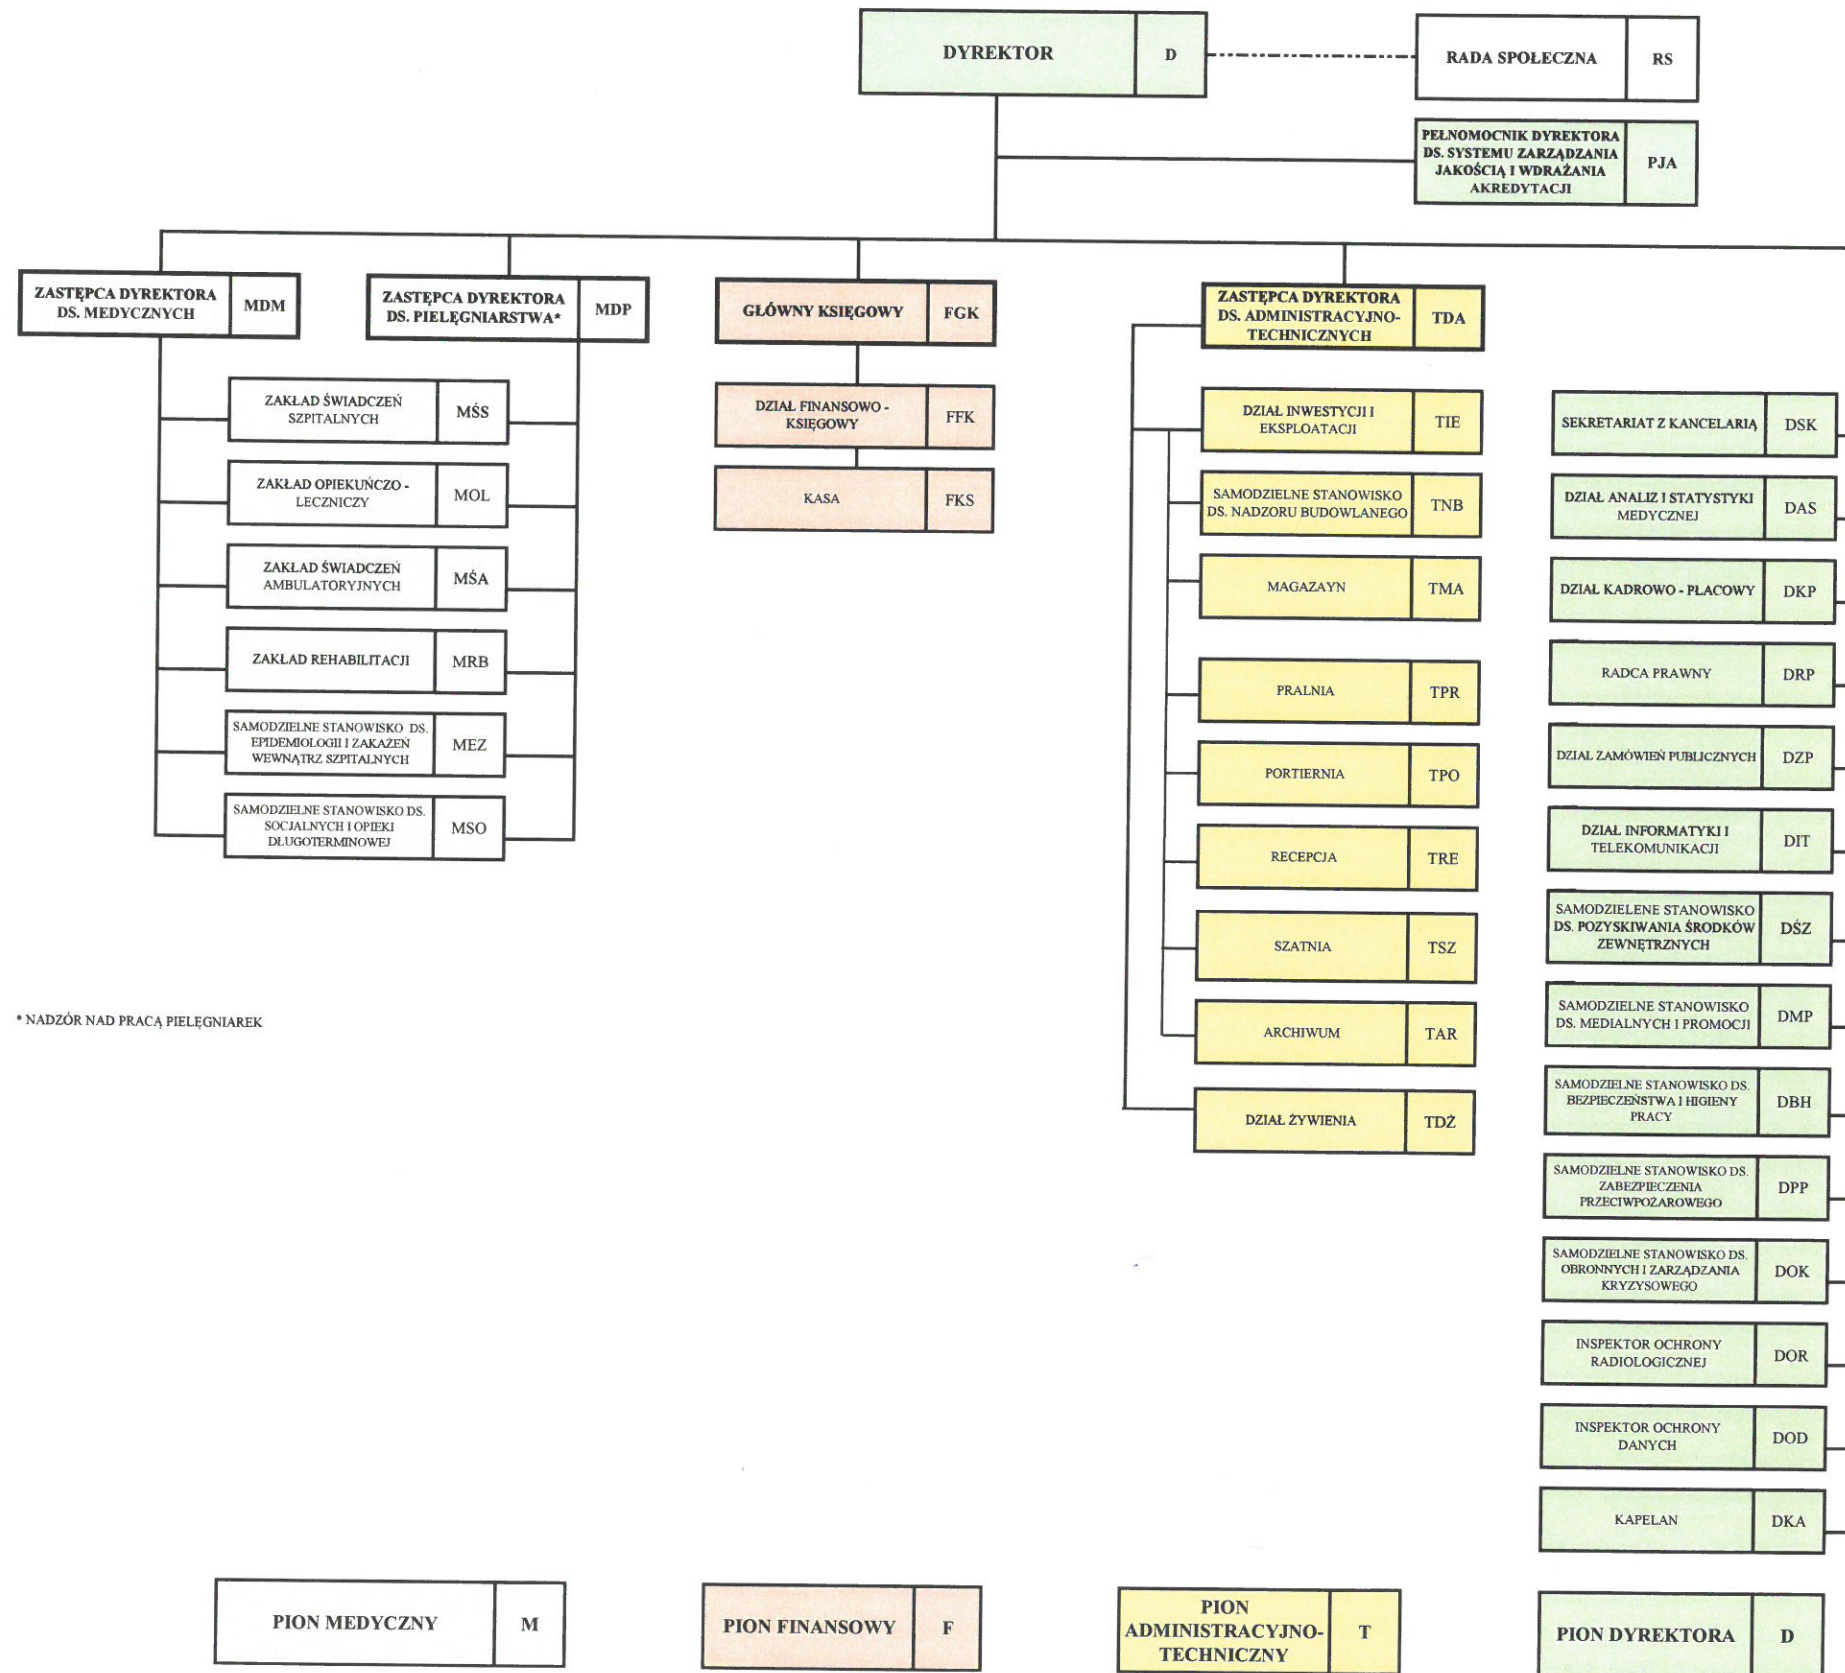 DYREKTOR
D
RADA SPOŁECZNA
RS
PEŁNOMOCNIK DYREKTORA
DS. SYSTEMU ZARZĄDZANIA
JAKOŚCIĄ I WDRAŻANIA
AKREDYTACJI
PJA
ZASTĘPCA DYREKTORA
DS. MEDYCZNYCH
MDM
ZASTĘPCA DYREKTORA
DS. PIELĘGNIARSTWA*
MDP
GŁÓWNY KSIĘGOWY
FGK
ZASTĘPCA DYREKTORA
DS. ADMINISTRACYJNO-
TECHNICZNYCH
TDA
ZAKŁAD ŚWIADCZEŃ
SZPITALNYCH
MŚS
ZAKŁAD OPIEKUŃCZO -
LECZNICZY
MOL
ZAKŁAD ŚWIADCZEŃ
AMBULATORYJNYCH
MŚA
ZAKŁAD REHABILITACJI
MRB
SAMODZIELNE STANOWISKO DS.
EPIDEMIOLOGII I ZAKAŻEŃ
WEWNĄTRZ SZPITALNYCH
MEZ
SAMODZIELNE STANOWISKO DS.
SOCJALNYCH I OPIEKI
DŁUGOTERMINOWEJ
MSO
DZIAŁ FINANSOWO -
KSIĘGOWY
FFK
KASA
FKS
DZIAŁ INWESTYCJI I
EKSPLOATACJI
TIE
SAMODZIELNE STANOWISKO
DS. NADZORU BUDOWLANEGO
TNB
MAGAZAYN
TMA
PRALNIA
TPR
PORTIERNIA
TPO
RECEPCJA
TRE
SZATNIA
TSZ
ARCHIWUM
TAR
DZIAŁ ŻYWIENIA
TDŻ
SEKRETARIAT Z KANCELARIĄ
DSK
DZIAŁ ANALIZ I STATYSTYKI
MEDYCZNEJ
DAS
DZIAŁ KADROWO - PŁACOWY
DKP
RADCA PRAWNY
DRP
DZIAŁ ZAMÓWIEŃ PUBLICZNYCH
DZP
DZIAŁ INFORMATYKI I
TELEKOMUNIKACJI
DIT
SAMODZIELENE STANOWISKO
DS. POZYSKIWANIA ŚRODKÓW
ZEWNĘTRZNYCH
DŚZ
SAMODZIELNE STANOWISKO
DS. MEDIALNYCH I PROMOCJI
DMP
SAMODZIELNE STANOWISKO DS.
BEZPIECZEŃSTWA I HIGIENY
PRACY
DBH
SAMODZIELNE STANOWISKO DS.
ZABEZPIECZENIA
PRZECIWPOŻAROWEGO
DPP
SAMODZIELNE STANOWISKO DS.
OBRONNYCH I ZARZĄDZANIA
KRYZYSOWEGO
DOK
INSPEKTOR OCHRONY
RADIOLOGICZNEJ
DOR
INSPEKTOR OCHRONY
DANYCH
DOD
KAPELAN
DKA
* NADZÓR NAD PRACĄ PIELĘGNIAREK
PION MEDYCZNY
M
PION FINANSOWY
F
PION
ADMINISTRACYJNO-
TECHNICZNY
T
PION DYREKTORA
D